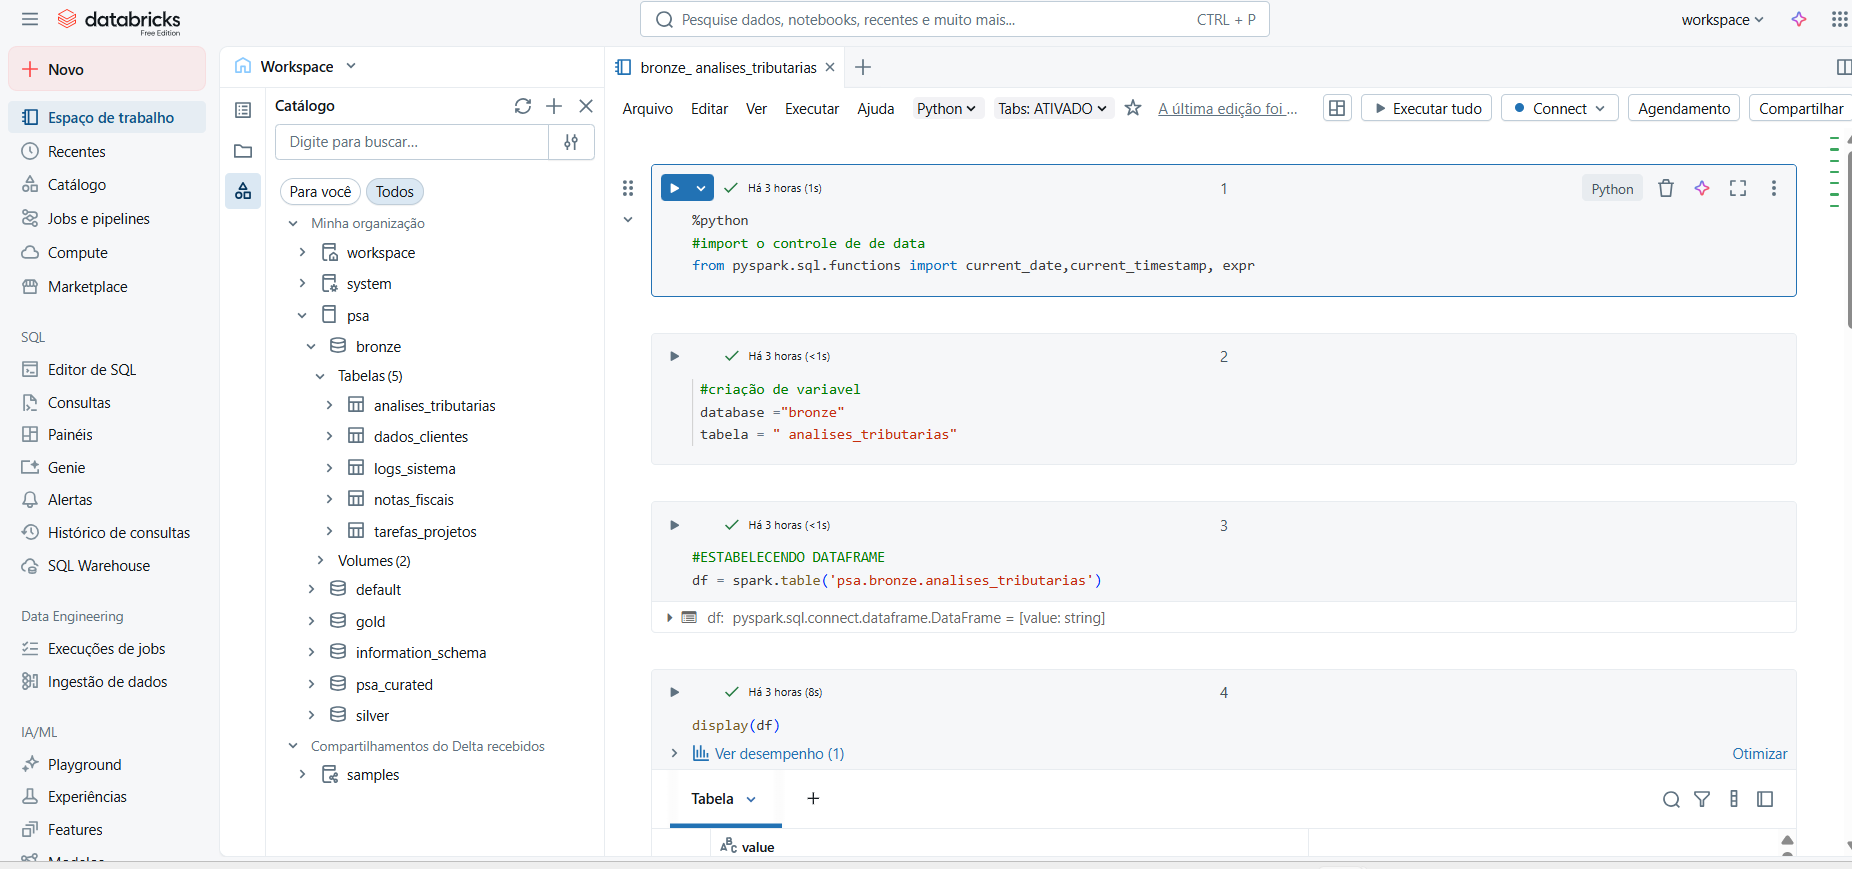 databricks
Free Edition
Pesquise dados, notebooks, recentes e muito mais...
CTRL + P
workspace
Novo
Espaço de trabalho
Recentes
Catálogo
Jobs e pipelines
Compute
Marketplace
SQL
Editor de SQL
Consultas
Painéis
Genie
Alertas
Histórico de consultas
SQL Warehouse
Data Engineering
Execuções de jobs
Ingestão de dados
IA/ML
Playground
Experiências
Features
Workspace
Catálogo
Digite para buscar...
Para você
Todos
Minha organização
workspace
system
psa
bronze
Tabelas (5)
analises_tributarias
dados_clientes
logs_sistema
notas_fiscais
tarefas_projetos
Volumes (2)
default
gold
information_schema
psa_curated
silver
Compartilhamentos do Delta recebidos
samples
bronze_ analises_tributarias
Arquivo Editar Ver Executar Ajuda Python Tabs: ATIVADO A última edição foi ... Executar tudo Connect Agendamento Compartilhar
Há 3 horas (1s)
1
Python
%python
#import o controle de de data
from pyspark.sql.functions import current_date,current_timestamp, expr
Há 3 horas (<1s)
2
#criação de variavel
database ="bronze"
tabela = " analises_tributarias"
Há 3 horas (<1s)
3
#ESTABELECENDO DATAFRAME
df = spark.table('psa.bronze.analises_tributarias')
df: pyspark.sql.connect.dataframe.DataFrame = [value: string]
Há 3 horas (8s)
4
display(df)
Ver desempenho (1)
Otimizar
Tabela
ABC value